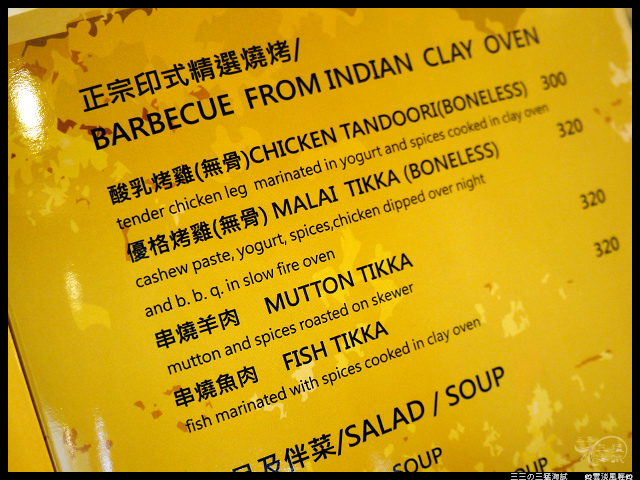 正宗印式精選燒烤/
BARBECUE FROM INDIAN CLAY OVEN
酸乳烤雞(無骨)CHICKEN TANDOORI(BONELESS) 300
tender chicken leg marinated in yogurt and spices cooked in clay oven
優格烤雞(無骨) MALAI TIKKA (BONELESS) 320
cashew paste, yogurt, spices,chicken dipped over night
and b. b. q. in slow fire oven
串燒羊肉 MUTTON TIKKA 320
mutton and spices roasted on skewer
串燒魚肉 FISH TIKKA 320
fish marinated with spices cooked in clay oven
及伴菜/SALAD / SOUP
SOUP